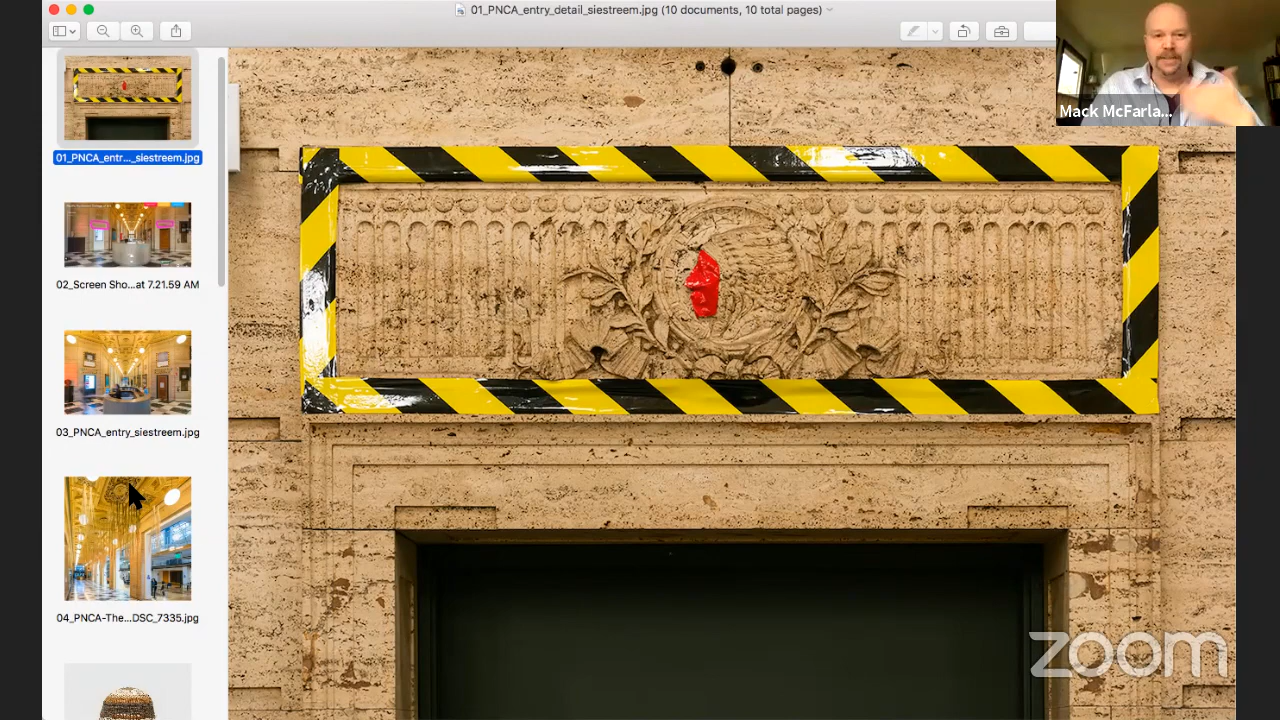 01_PNCA_entry_detail_siestreem.jpg (10 documents, 10 total pages)
Mack McFarla...
01_PNCA_entr..._siestreem.jpg
02_Screen Sho...at 7.21.59 AM
03_PNCA_entry_siestreem.jpg
04_PNCA-The...DSC_7335.jpg
zoom